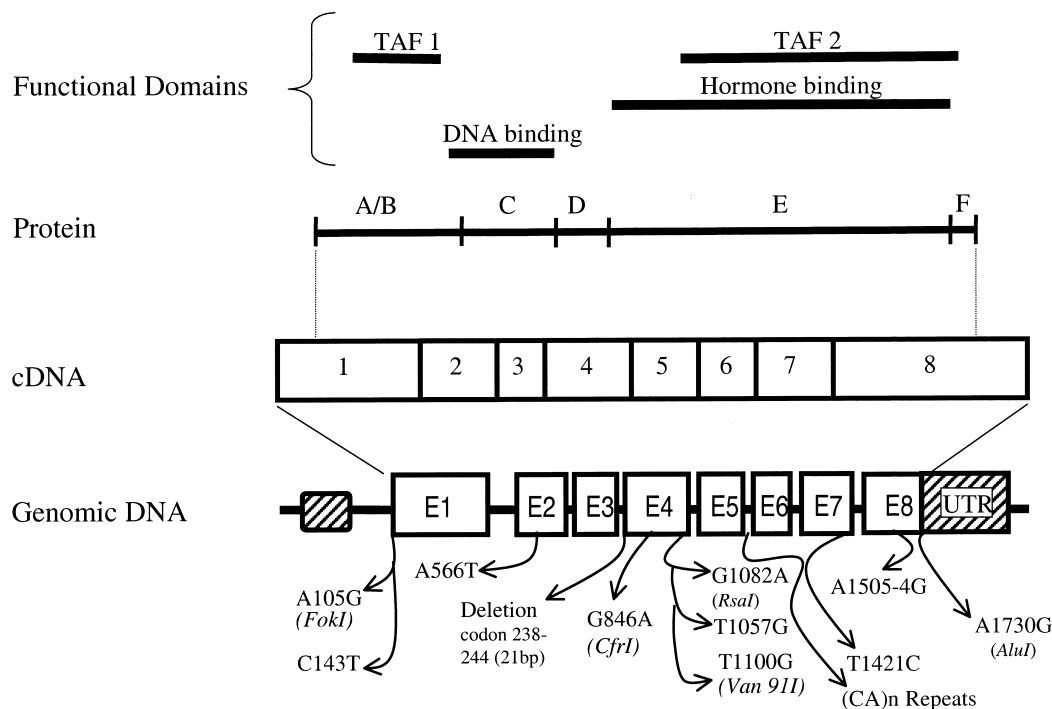 TAF 1
TAF 2
Functional Domains
Hormone binding
DNA binding
A/B C D E F
Protein
1 2 3 4 5 6 7 8
cDNA
Genomic DNA
E1 E2 E3 E4 E5 E6 E7 E8 UTR
A105G
(FokI)
C143T
A566T
Deletion
codon 238-
244 (21bp)
G846A
(CfrI)
G1082A
(RsaI)
T1057G
T1100G
(Van 91I)
T1421C
(CA)n Repeats
A1505-4G
A1730G
(AluI)